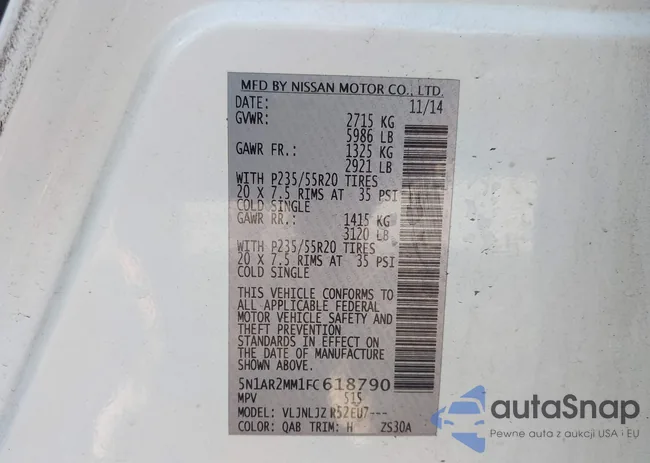 MFD BY NISSAN MOTOR CO., LTD.
DATE: 11/14
GVWR: 2715 KG
5986 LB
GAWR FR.: 1325 KG
2921 LB
WITH P235/55R20 TIRES
20 X 7.5 RIMS AT 35 PSI
COLD SINGLE
GAWR RR.: 1415 KG
3120 LB
WITH P235/55R20 TIRES
20 X 7.5 RIMS AT 35 PSI
COLD SINGLE
THIS VEHICLE CONFORMS TO
ALL APPLICABLE FEDERAL
MOTOR VEHICLE SAFETY AND
THEFT PREVENTION
STANDARDS IN EFFECT ON
THE DATE OF MANUFACTURE
SHOWN ABOVE.
5N1AR2MM1FC618790
MPV 515
MODEL: VLJNLJZ R52EU7---
COLOR: QAB TRIM: H ZS30A
autoSnap
Pewne auta z aukcji USA i EU